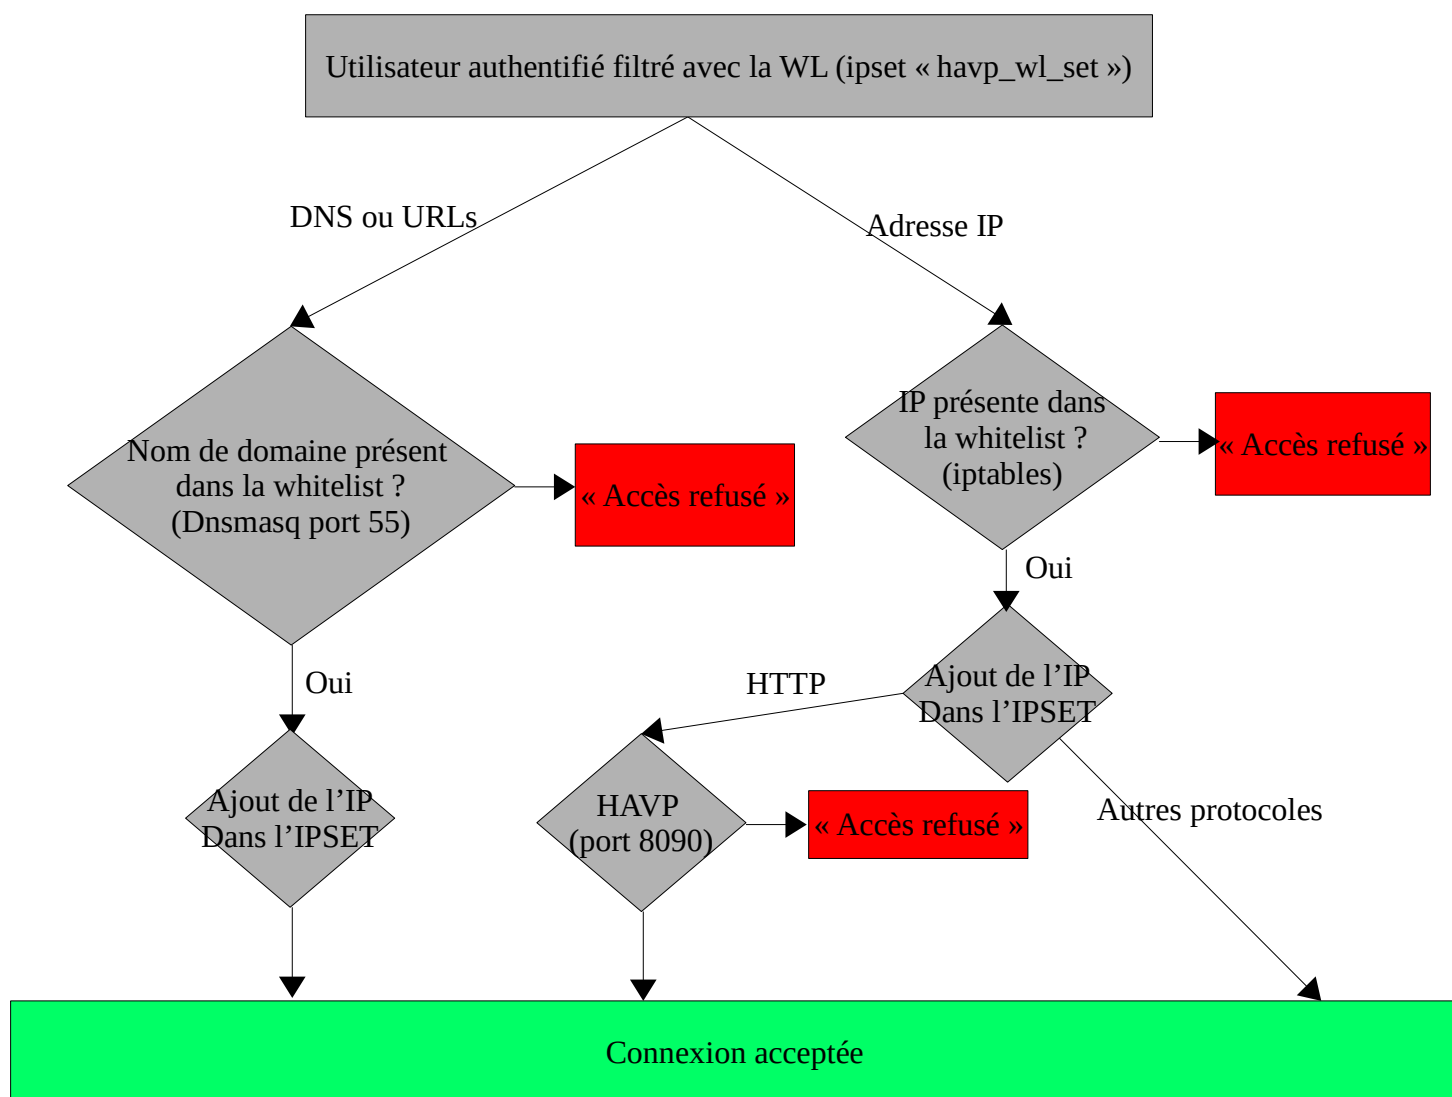 Utilisateur authentifié filtré avec la WL (ipset « havp_wl_set »)
DNS ou URLs
Adresse IP
Nom de domaine présent
dans la whitelist ?
(Dnsmasq port 55)
« Accès refusé »
IP présente dans
la whitelist ?
(iptables)
« Accès refusé »
Oui
Oui
Ajout de l’IP
Dans l’IPSET
HTTP
Ajout de l’IP
Dans l’IPSET
HAVP
(port 8090)
« Accès refusé »
Autres protocoles
Connexion acceptée